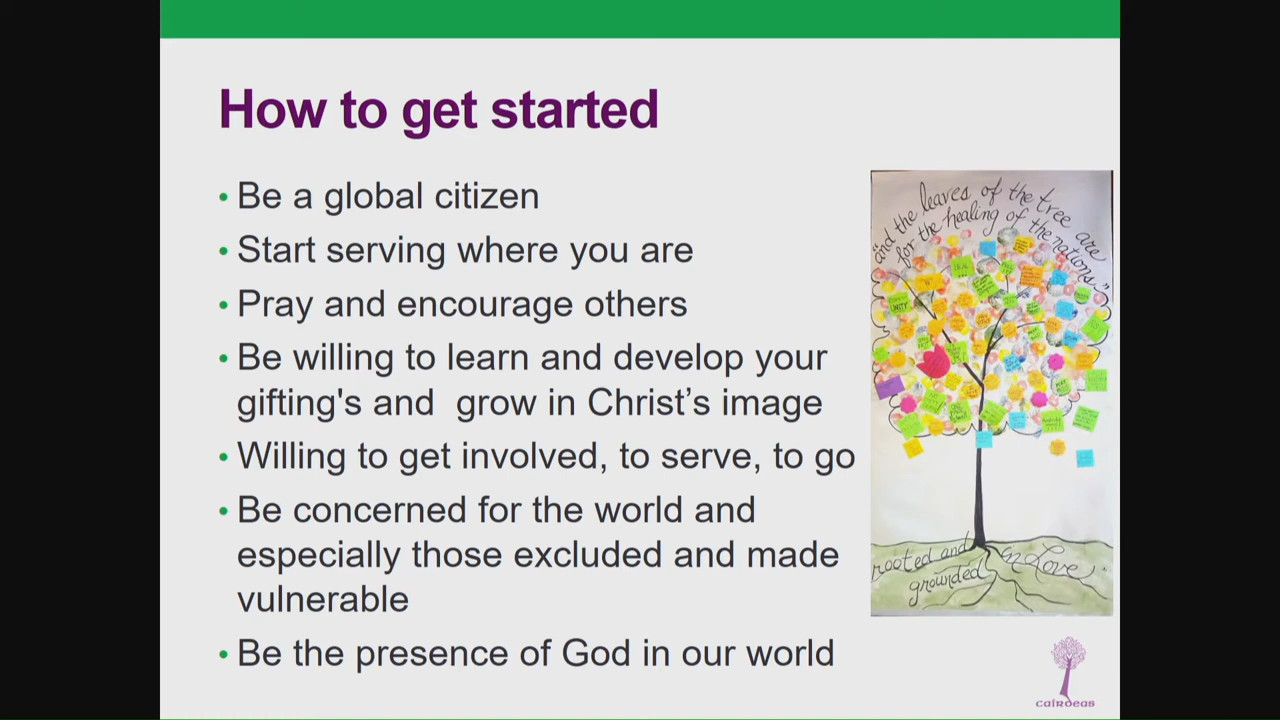 How to get started
• Be a global citizen
• Start serving where you are
• Pray and encourage others
• Be willing to learn and develop your
gifting's and  grow in Christ’s image
• Willing to get involved, to serve, to go
• Be concerned for the world and
especially those excluded and made
vulnerable
• Be the presence of God in our world
"and the leaves of the tree are
for the healing of the nations"
UNITY
rooted and
grounded
in Love.
caırdeas